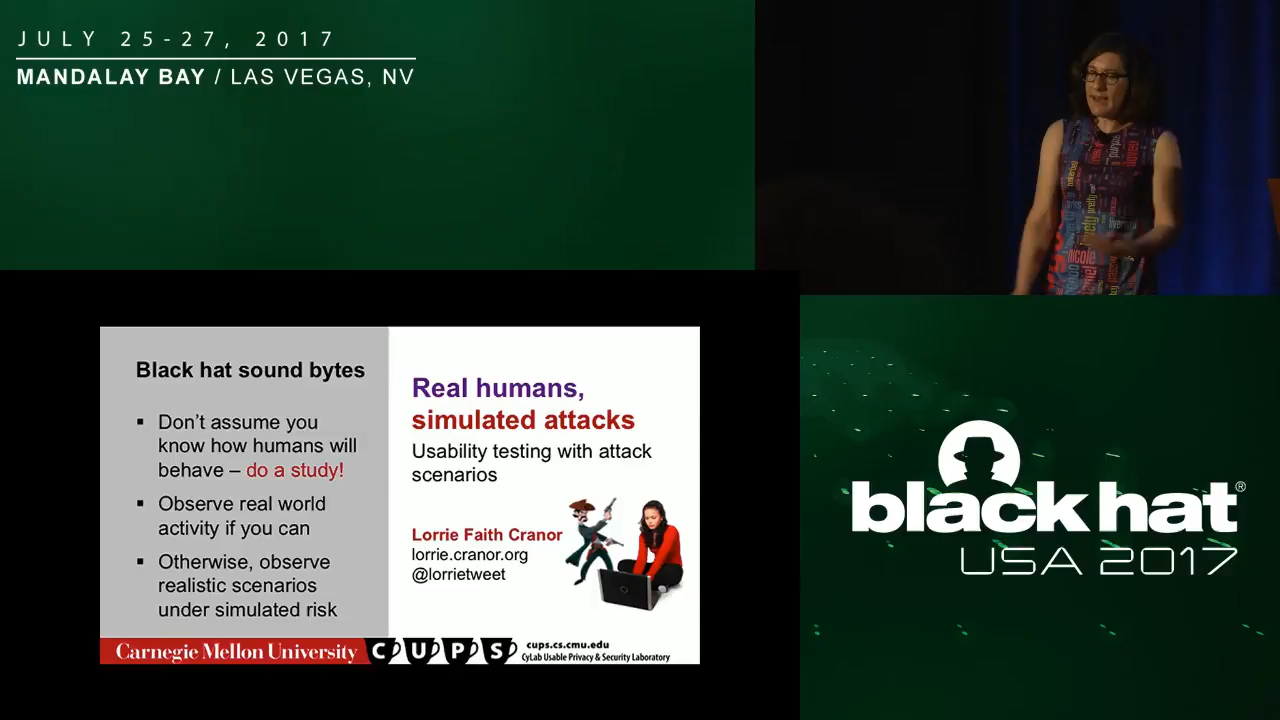 JULY 25-27, 2017
MANDALAY BAY / LAS VEGAS, NV
Black hat sound bytes
▪ Don't assume you
know how humans will
behave – do a study!
▪ Observe real world
activity if you can
▪ Otherwise, observe
realistic scenarios
under simulated risk
Real humans,
simulated attacks
Usability testing with attack
scenarios
Lorrie Faith Cranor
lorrie.cranor.org
@lorrietweet
Carnegie Mellon University
CUPS
cups.cs.cmu.edu
CyLab Usable Privacy & Security Laboratory
black hat®
USA 2017
lovely
pretty
nicole